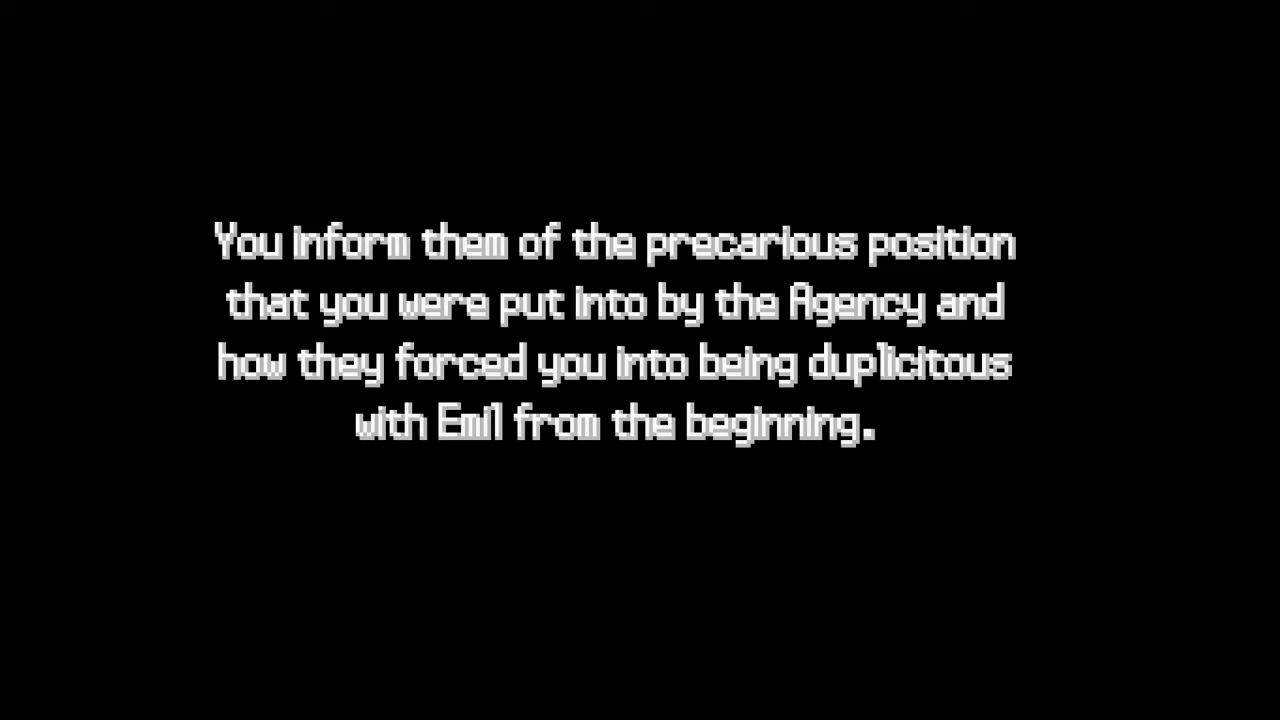 You inform them of the precarious position
that you were put into by the Agency and
how they forced you into being duplicitous
with Emil from the beginning.